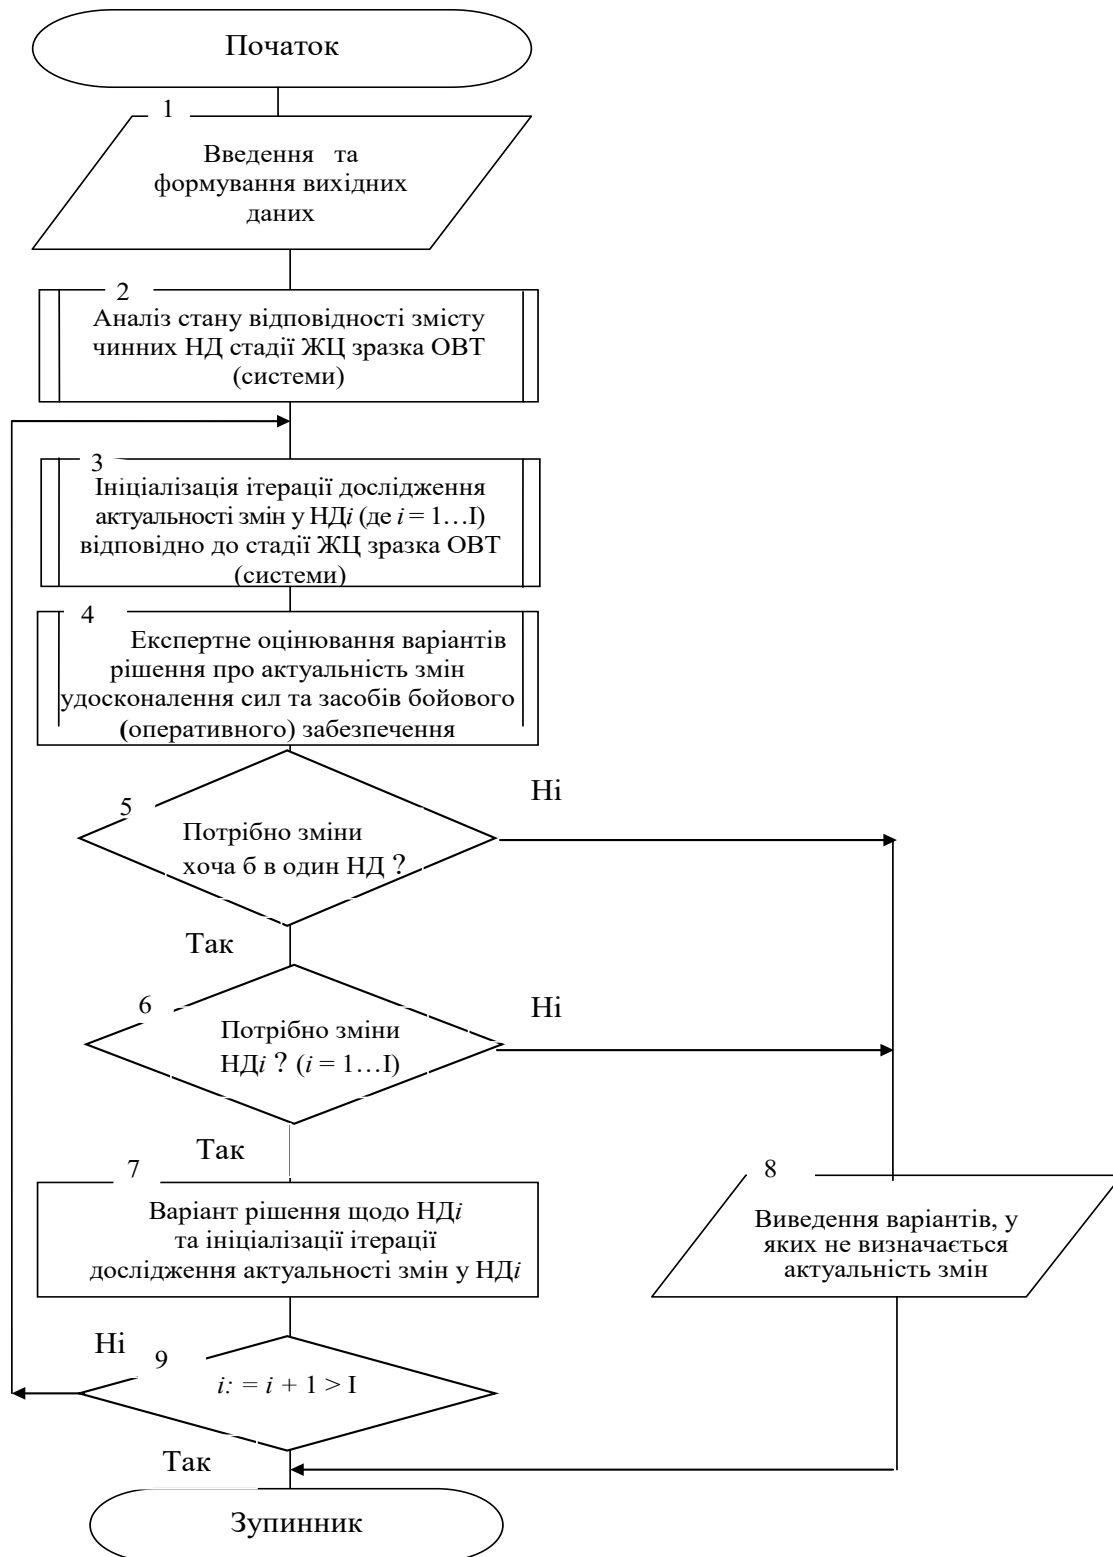 Початок
1
Введення та
формування вихідних
даних
2
Аналіз стану відповідності змісту
чинних НД стадії ЖЦ зразка ОВТ
(системи)
3
Ініціалізація ітерації дослідження
актуальності змін у НДi (де i = 1…I)
відповідно до стадії ЖЦ зразка ОВТ
(системи)
4
Експертне оцінювання варіантів
рішення про актуальність змін
удосконалення сил та засобів бойового
(оперативного) забезпечення
Ні
5
Потрібно зміни
хоча б в один НД ?
Так
6
Ні
Потрібно зміни
НДi ? (i = 1…I)
Так
7
Варіант рішення щодо НДi
та ініціалізації ітерації
дослідження актуальності змін у НДi
8
Виведення варіантів, у
яких не визначається
актуальність змін
Ні
9
i: = i + 1 > I
Так
Зупинник